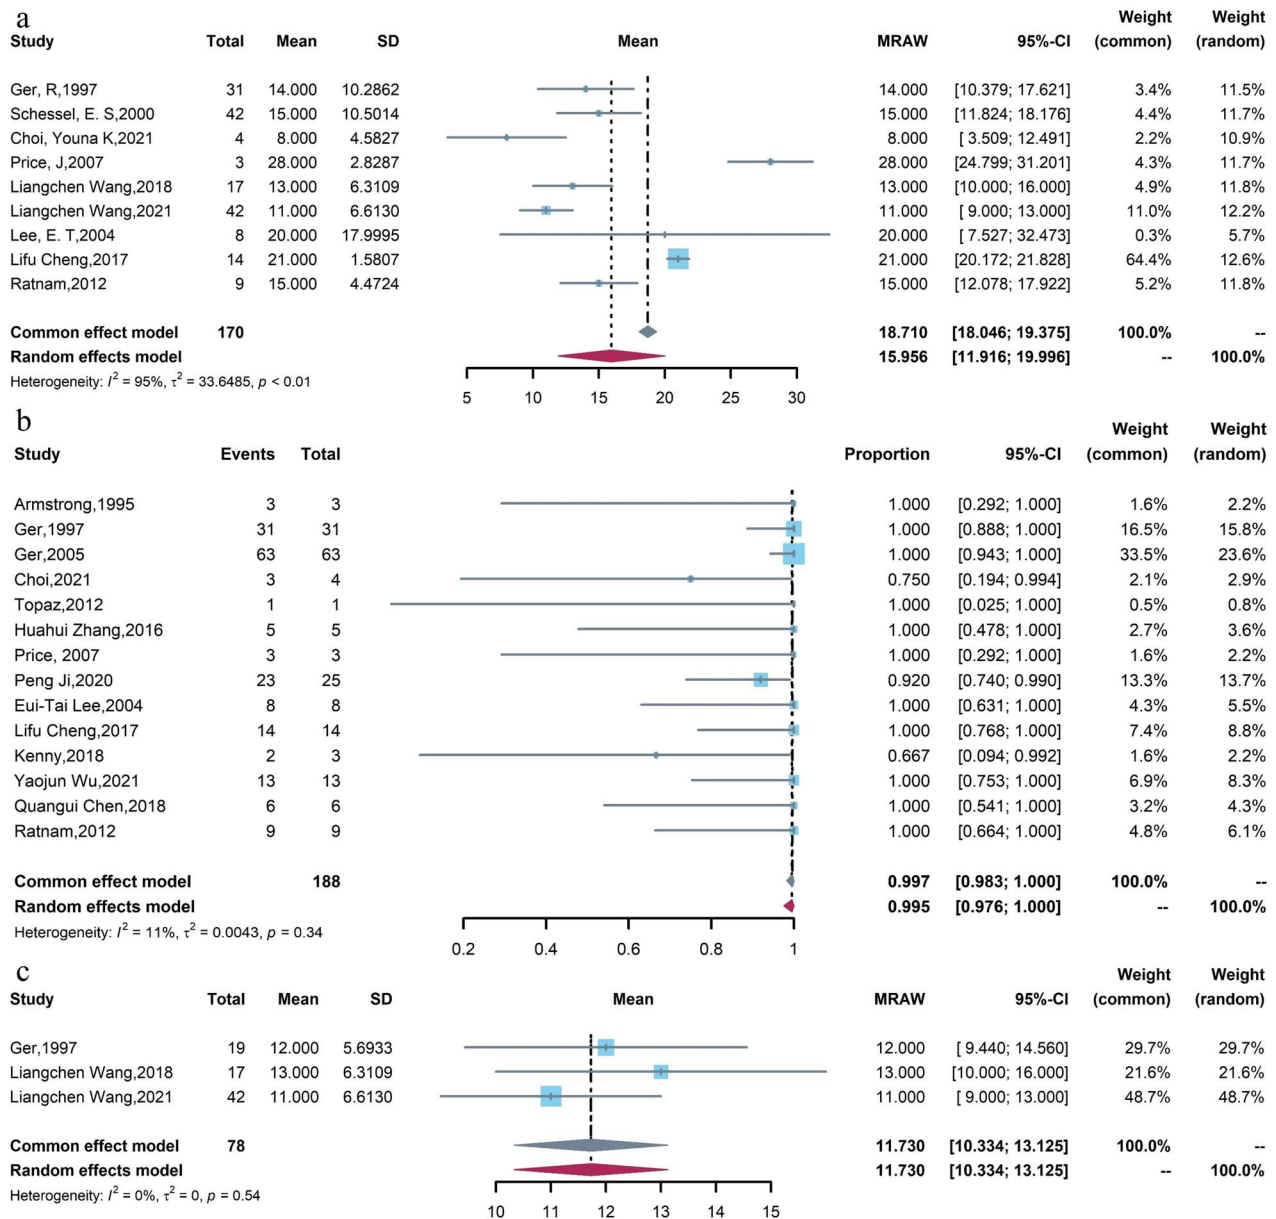 a
Weight Weight
Study Total Mean SD Mean MRAW 95%-CI (common) (random)
Ger, R,1997 31 14.000 10.2862 14.000 [10.379; 17.621] 3.4% 11.5%
Schessel, E. S,2000 42 15.000 10.5014 15.000 [11.824; 18.176] 4.4% 11.7%
Choi, Youna K,2021 4 8.000 4.5827 8.000 [ 3.509; 12.491] 2.2% 10.9%
Price, J,2007 3 28.000 2.8287 28.000 [24.799; 31.201] 4.3% 11.7%
Liangchen Wang,2018 17 13.000 6.3109 13.000 [10.000; 16.000] 4.9% 11.8%
Liangchen Wang,2021 42 11.000 6.6130 11.000 [ 9.000; 13.000] 11.0% 12.2%
Lee, E. T,2004 8 20.000 17.9995 20.000 [ 7.527; 32.473] 0.3% 5.7%
Lifu Cheng,2017 14 21.000 1.5807 21.000 [20.172; 21.828] 64.4% 12.6%
Ratnam,2012 9 15.000 4.4724 15.000 [12.078; 17.922] 5.2% 11.8%
Common effect model 170 18.710 [18.046; 19.375] 100.0% --
Random effects model 15.956 [11.916; 19.996] -- 100.0%
Heterogeneity: I² = 95%, τ² = 33.6485, p < 0.01
5 10 15 20 25 30
b
Weight Weight
Study Events Total Proportion 95%-CI (common) (random)
Armstrong,1995 3 3 1.000 [0.292; 1.000] 1.6% 2.2%
Ger,1997 31 31 1.000 [0.888; 1.000] 16.5% 15.8%
Ger,2005 63 63 1.000 [0.943; 1.000] 33.5% 23.6%
Choi,2021 3 4 0.750 [0.194; 0.994] 2.1% 2.9%
Topaz,2012 1 1 1.000 [0.025; 1.000] 0.5% 0.8%
Huahui Zhang,2016 5 5 1.000 [0.478; 1.000] 2.7% 3.6%
Price, 2007 3 3 1.000 [0.292; 1.000] 1.6% 2.2%
Peng Ji,2020 23 25 0.920 [0.740; 0.990] 13.3% 13.7%
Eui-Tai Lee,2004 8 8 1.000 [0.631; 1.000] 4.3% 5.5%
Lifu Cheng,2017 14 14 1.000 [0.768; 1.000] 7.4% 8.8%
Kenny,2018 2 3 0.667 [0.094; 0.992] 1.6% 2.2%
Yaojun Wu,2021 13 13 1.000 [0.753; 1.000] 6.9% 8.3%
Quangui Chen,2018 6 6 1.000 [0.541; 1.000] 3.2% 4.3%
Ratnam,2012 9 9 1.000 [0.664; 1.000] 4.8% 6.1%
Common effect model 188 0.997 [0.983; 1.000] 100.0% --
Random effects model 0.995 [0.976; 1.000] -- 100.0%
Heterogeneity: I² = 11%, τ² = 0.0043, p = 0.34
0.2 0.4 0.6 0.8 1
c
Weight Weight
Study Total Mean SD Mean MRAW 95%-CI (common) (random)
Ger,1997 19 12.000 5.6933 12.000 [ 9.440; 14.560] 29.7% 29.7%
Liangchen Wang,2018 17 13.000 6.3109 13.000 [10.000; 16.000] 21.6% 21.6%
Liangchen Wang,2021 42 11.000 6.6130 11.000 [ 9.000; 13.000] 48.7% 48.7%
Common effect model 78 11.730 [10.334; 13.125] 100.0% --
Random effects model 11.730 [10.334; 13.125] -- 100.0%
Heterogeneity: I² = 0%, τ² = 0, p = 0.54
10 11 12 13 14 15